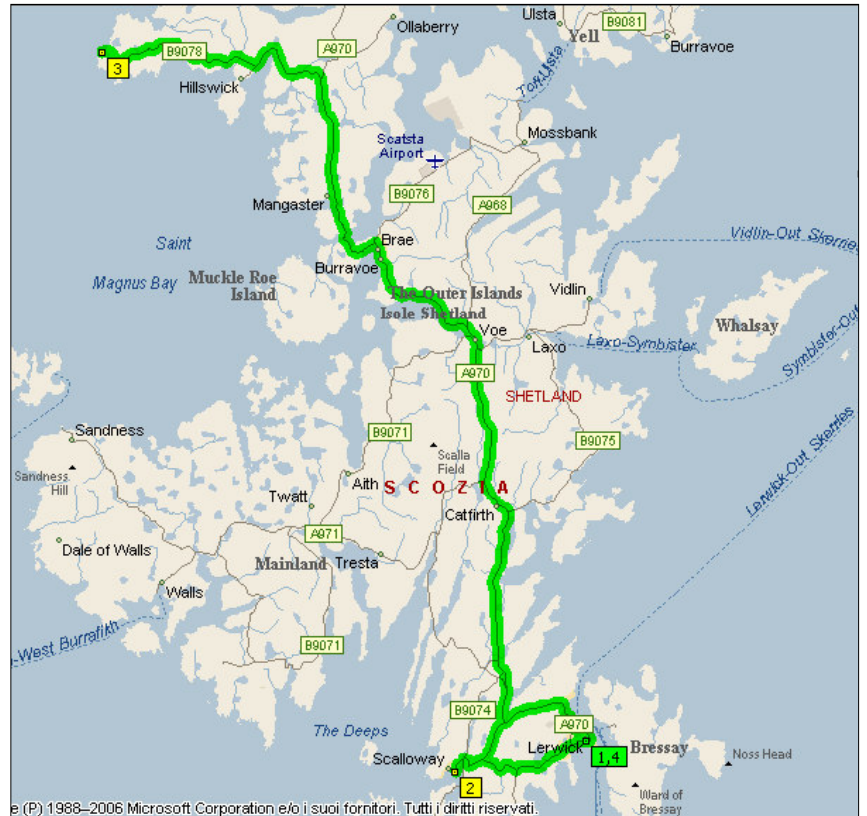 Ollaberry
Ulsta
B9081
Yell
Burravoe
A970
B9078
3
Hillswick
Toft-Ulsta
Mossbank
Scatsta
Airport
B9076
A968
Mangaster
Saint
Magnus Bay
Brae
Burravoe
Muckle Roe
Island
Vidlin-Out Skerries
Vidlin
The Outer Islands
Isole Shetland
Whalsay
Voe
Laxo
Laxo-Symbister
Symbister-Out
A970
SHETLAND
Sandness
B9071
B9075
Scalla
Field
Sandness
Hill
Aith
SCOZIA
Lerwick-Out Skerries
Twatt
Catfirth
A971
Dale of Walls
Mainland
Tresta
Walls
-West Burrafirth
B9071
B9074
The Deeps
A970
Bressay
Lerwick
1,4
Noss Head
Scalloway
2
Ward of
Bressay
e (P) 1988–2006 Microsoft Corporation e/o i suoi fornitori. Tutti i diritti riservati.